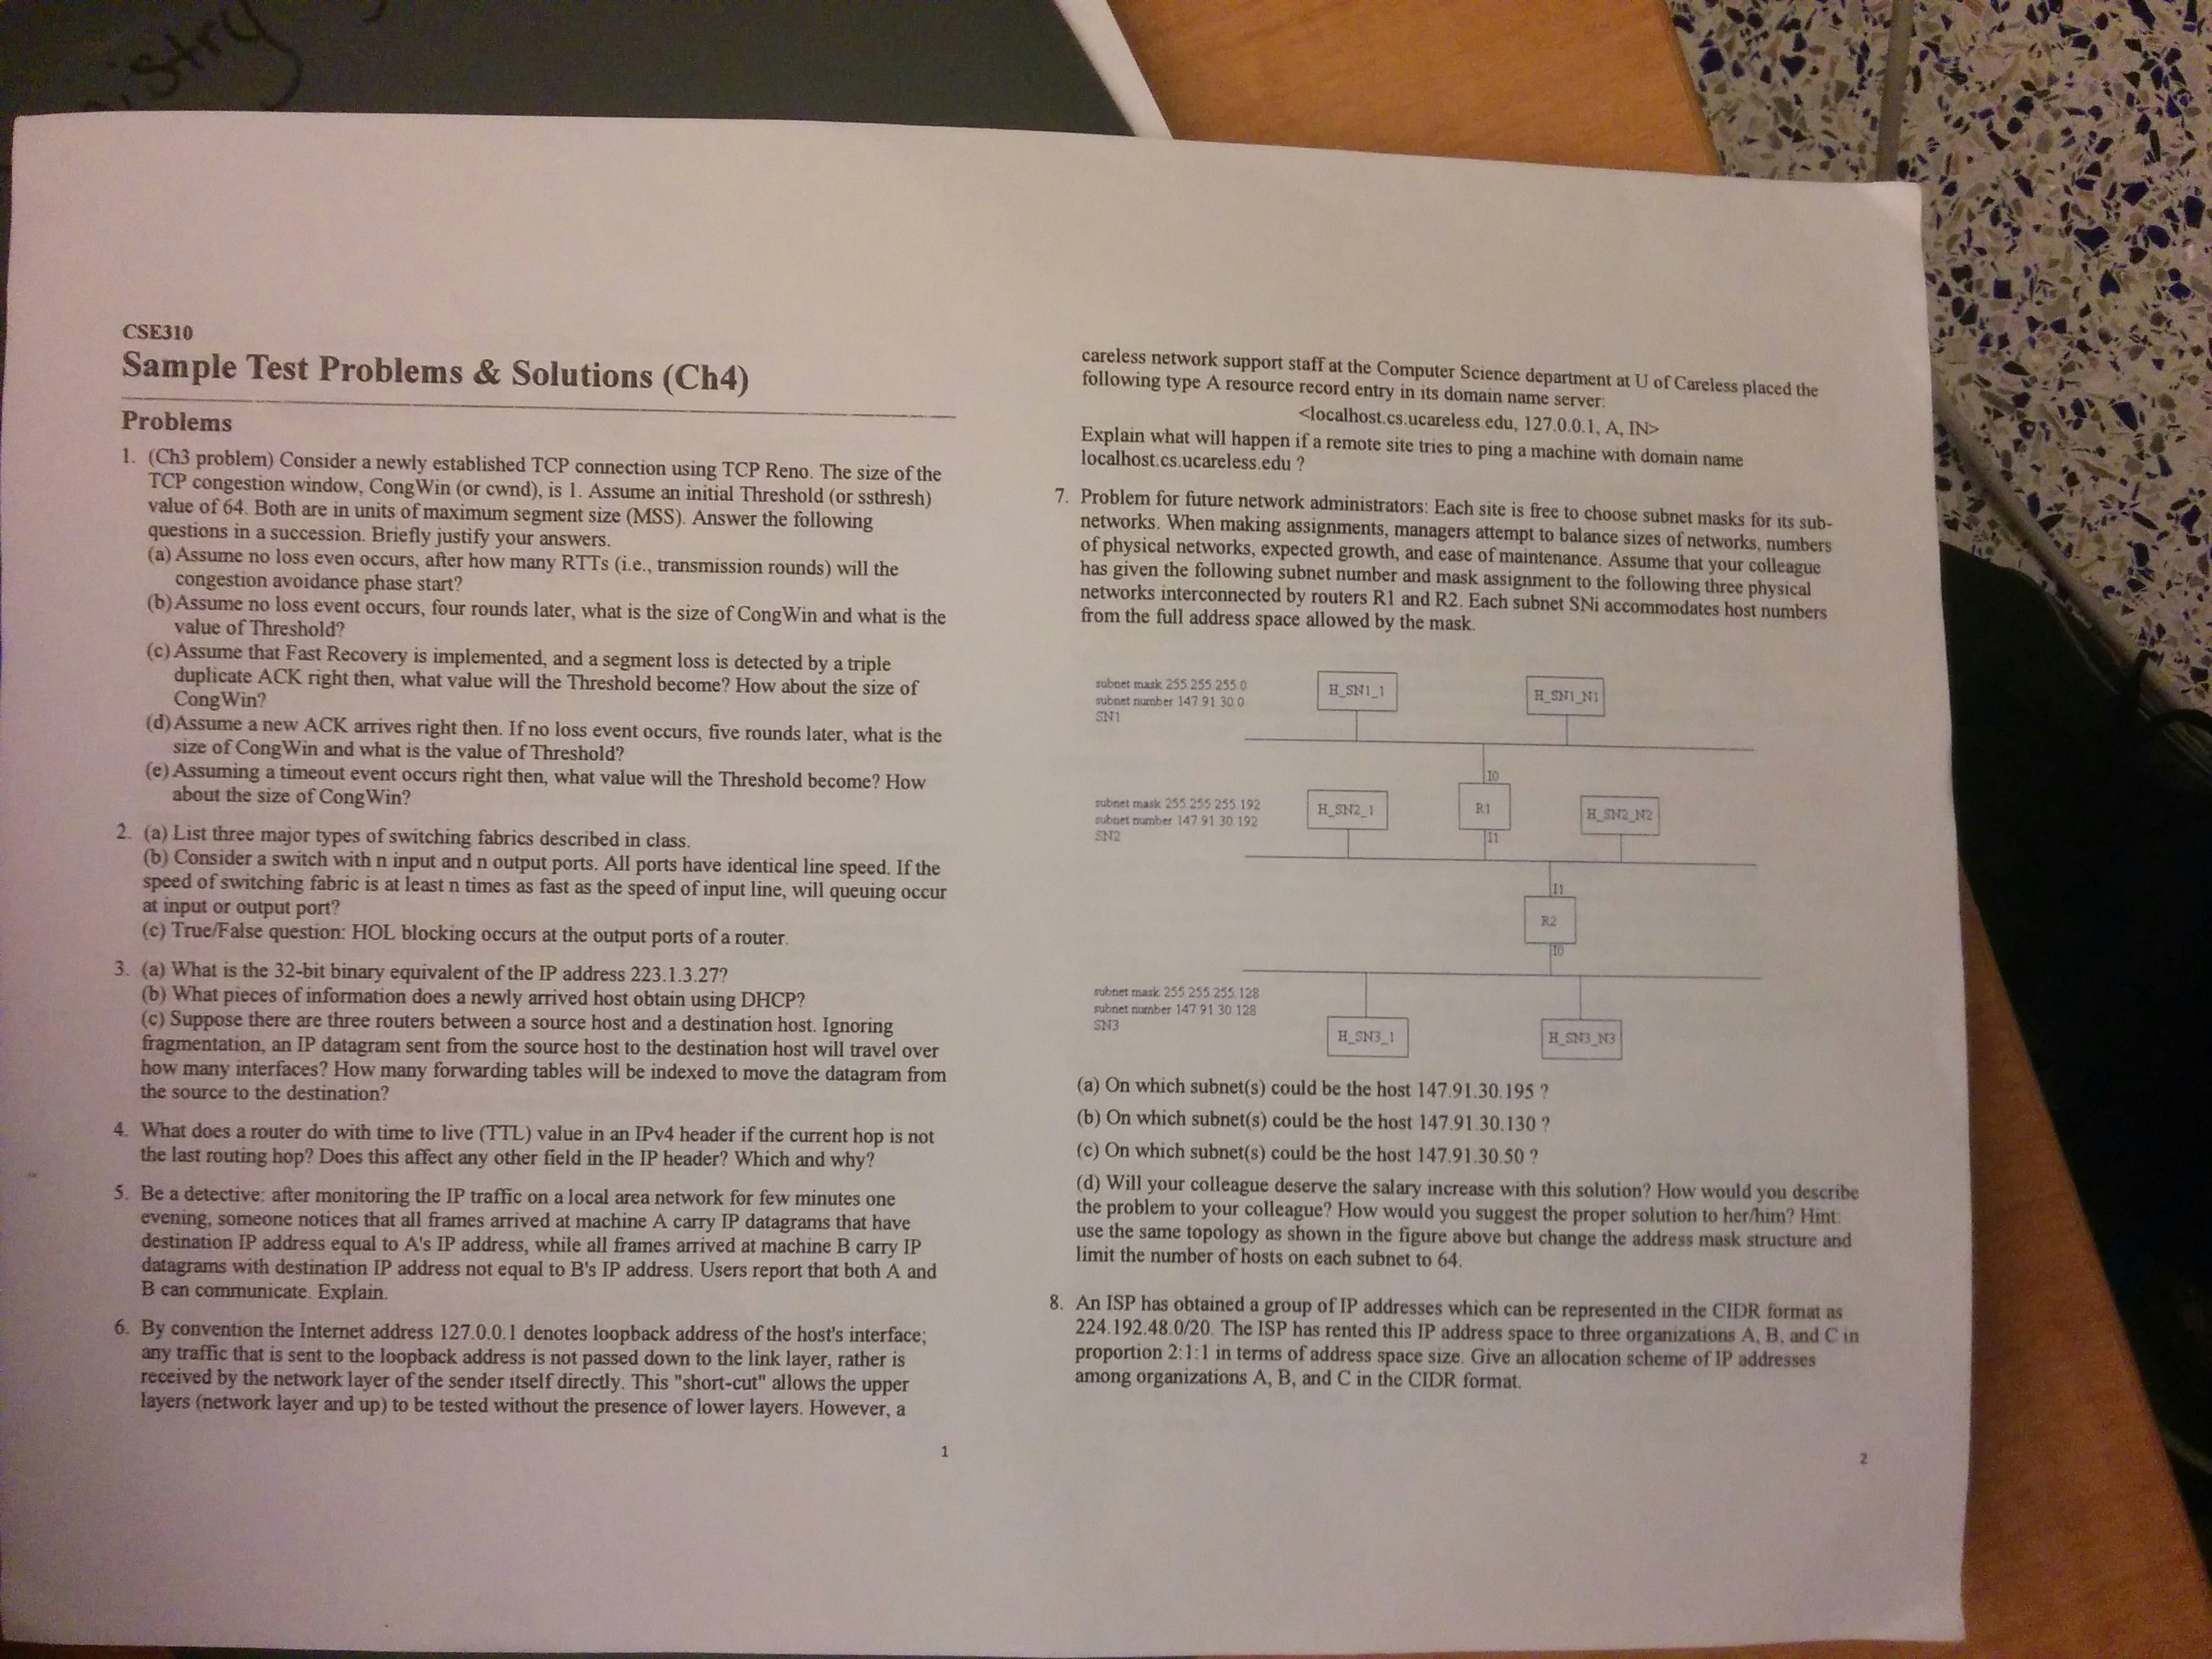 istry
CSE310
Sample Test Problems & Solutions (Ch4)
Problems
1. (Ch3 problem) Consider a newly established TCP connection using TCP Reno. The size of the
TCP congestion window, CongWin (or cwnd), is 1. Assume an initial Threshold (or ssthresh)
value of 64. Both are in units of maximum segment size (MSS). Answer the following
questions in a succession. Briefly justify your answers.
(a) Assume no loss even occurs, after how many RTTs (i.e., transmission rounds) will the
congestion avoidance phase start?
(b) Assume no loss event occurs, four rounds later, what is the size of CongWin and what is the
value of Threshold?
(c) Assume that Fast Recovery is implemented, and a segment loss is detected by a triple
duplicate ACK right then, what value will the Threshold become? How about the size of
CongWin?
(d) Assume a new ACK arrives right then. If no loss event occurs, five rounds later, what is the
size of CongWin and what is the value of Threshold?
(e) Assuming a timeout event occurs right then, what value will the Threshold become? How
about the size of CongWin?
2. (a) List three major types of switching fabrics described in class.
(b) Consider a switch with n input and n output ports. All ports have identical line speed. If the
speed of switching fabric is at least n times as fast as the speed of input line, will queuing occur
at input or output port?
(c) True/False question: HOL blocking occurs at the output ports of a router.
3. (a) What is the 32-bit binary equivalent of the IP address 223.1.3.27?
(b) What pieces of information does a newly arrived host obtain using DHCP?
(c) Suppose there are three routers between a source host and a destination host. Ignoring
fragmentation, an IP datagram sent from the source host to the destination host will travel over
how many interfaces? How many forwarding tables will be indexed to move the datagram from
the source to the destination?
4. What does a router do with time to live (TTL) value in an IPv4 header if the current hop is not
the last routing hop? Does this affect any other field in the IP header? Which and why?
5. Be a detective: after monitoring the IP traffic on a local area network for few minutes one
evening, someone notices that all frames arrived at machine A carry IP datagrams that have
destination IP address equal to A's IP address, while all frames arrived at machine B carry IP
datagrams with destination IP address not equal to B's IP address. Users report that both A and
B can communicate. Explain.
6. By convention the Internet address 127.0.0.1 denotes loopback address of the host's interface;
any traffic that is sent to the loopback address is not passed down to the link layer, rather is
received by the network layer of the sender itself directly. This "short-cut" allows the upper
layers (network layer and up) to be tested without the presence of lower layers. However, a
1
careless network support staff at the Computer Science department at U of Careless placed the
following type A resource record entry in its domain name server:
<localhost.cs.ucareless.edu, 127.0.0.1, A, IN>
Explain what will happen if a remote site tries to ping a machine with domain name
localhost.cs.ucareless.edu ?
7. Problem for future network administrators: Each site is free to choose subnet masks for its sub-
networks. When making assignments, managers attempt to balance sizes of networks, numbers
of physical networks, expected growth, and ease of maintenance. Assume that your colleague
has given the following subnet number and mask assignment to the following three physical
networks interconnected by routers R1 and R2. Each subnet SNi accommodates host numbers
from the full address space allowed by the mask.
subnet mask 255.255.255.0
subnet number 147.91.30.0
SN1
H_SN1_1
H_SN1_N1
I0
subnet mask 255.255.255.192
subnet number 147.91.30.192
SN2
H_SN2_1
R1
H_SN2_N2
I1
I1
R2
I0
subnet mask 255.255.255.128
subnet number 147.91.30.128
SN3
H_SN3_1
H_SN3_N3
(a) On which subnet(s) could be the host 147.91.30.195 ?
(b) On which subnet(s) could be the host 147.91.30.130 ?
(c) On which subnet(s) could be the host 147.91.30.50 ?
(d) Will your colleague deserve the salary increase with this solution? How would you describe
the problem to your colleague? How would you suggest the proper solution to her/him? Hint:
use the same topology as shown in the figure above but change the address mask structure and
limit the number of hosts on each subnet to 64.
8. An ISP has obtained a group of IP addresses which can be represented in the CIDR format as
224.192.48.0/20. The ISP has rented this IP address space to three organizations A, B, and C in
proportion 2:1:1 in terms of address space size. Give an allocation scheme of IP addresses
among organizations A, B, and C in the CIDR format.
2